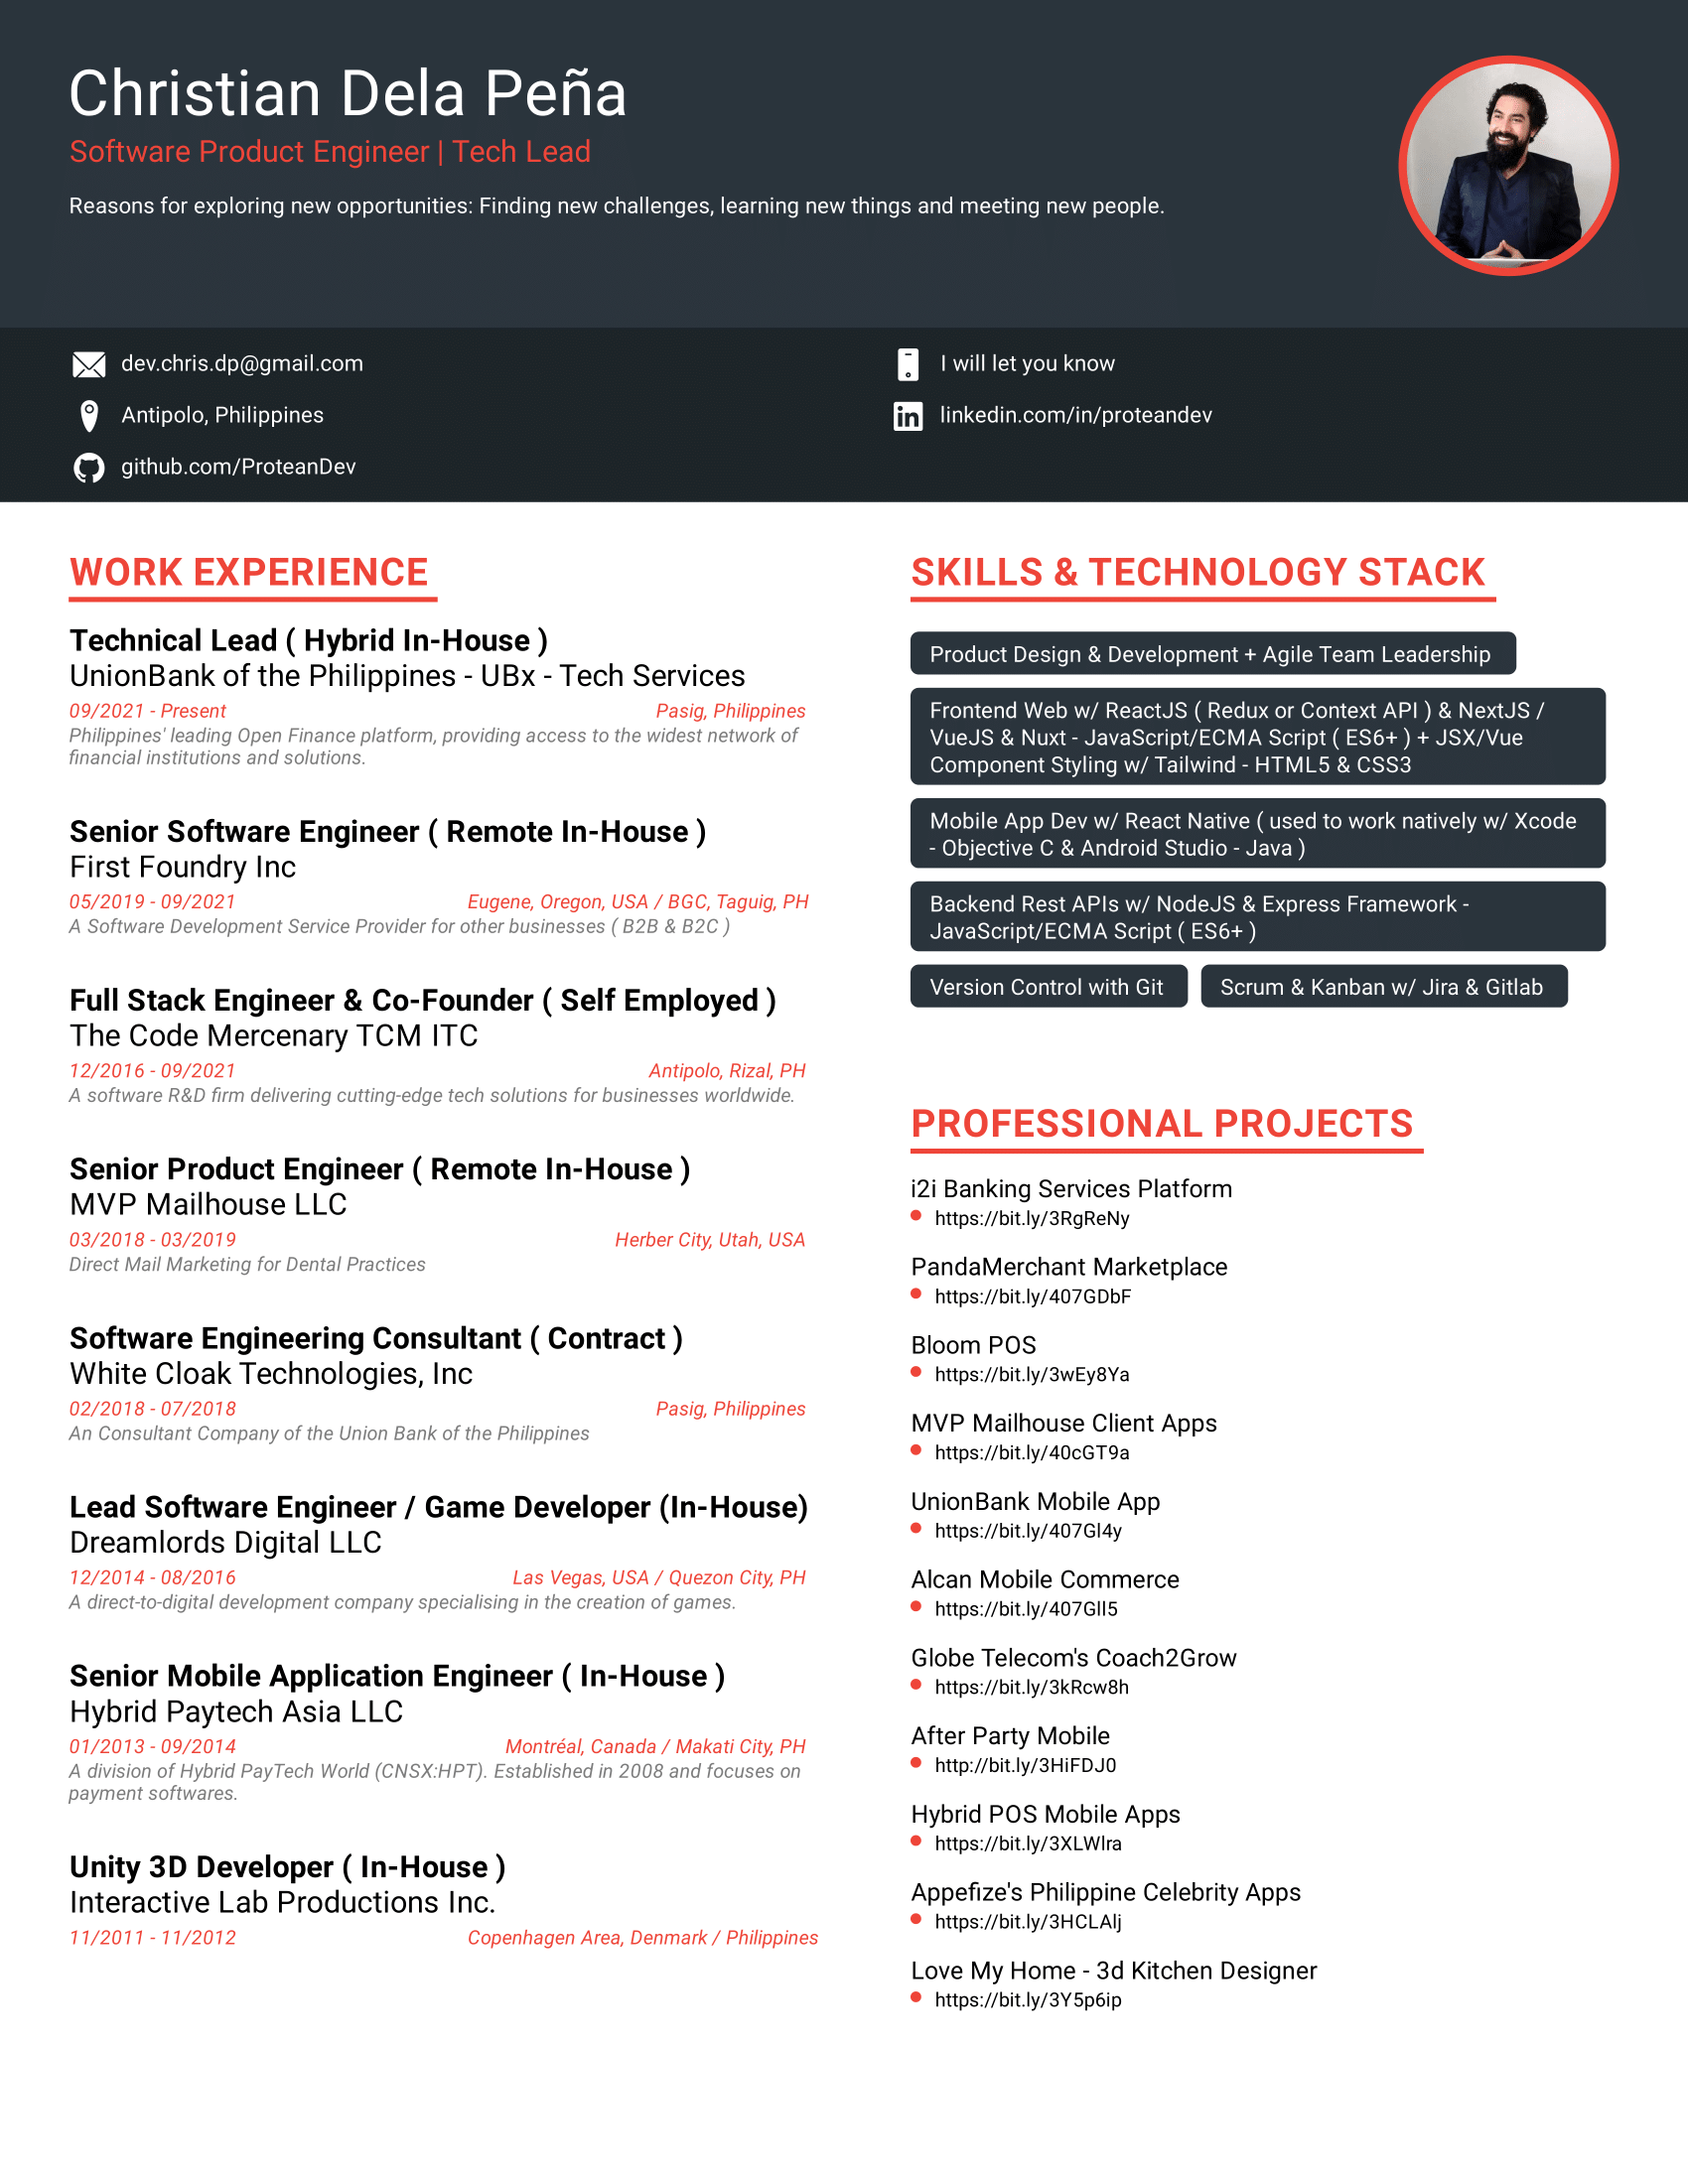 Christian Dela Peña
Software Product Engineer | Tech Lead
Reasons for exploring new opportunities: Finding new challenges, learning new things and meeting new people.
dev.chris.dp@gmail.com
I will let you know
Antipolo, Philippines
linkedin.com/in/proteandev
github.com/ProteanDev
WORK EXPERIENCE
Technical Lead ( Hybrid In-House )
UnionBank of the Philippines - UBx - Tech Services
09/2021 - Present
Pasig, Philippines
Philippines' leading Open Finance platform, providing access to the widest network of
financial institutions and solutions.
Senior Software Engineer ( Remote In-House )
First Foundry Inc
05/2019 - 09/2021
Eugene, Oregon, USA / BGC, Taguig, PH
A Software Development Service Provider for other businesses ( B2B & B2C )
Full Stack Engineer & Co-Founder ( Self Employed )
The Code Mercenary TCM ITC
12/2016 - 09/2021
Antipolo, Rizal, PH
A software R&D firm delivering cutting-edge tech solutions for businesses worldwide.
Senior Product Engineer ( Remote In-House )
MVP Mailhouse LLC
03/2018 - 03/2019
Herber City, Utah, USA
Direct Mail Marketing for Dental Practices
Software Engineering Consultant ( Contract )
White Cloak Technologies, Inc
02/2018 - 07/2018
Pasig, Philippines
An Consultant Company of the Union Bank of the Philippines
Lead Software Engineer / Game Developer (In-House)
Dreamlords Digital LLC
12/2014 - 08/2016
Las Vegas, USA / Quezon City, PH
A direct-to-digital development company specialising in the creation of games.
Senior Mobile Application Engineer ( In-House )
Hybrid Paytech Asia LLC
01/2013 - 09/2014
Montréal, Canada / Makati City, PH
A division of Hybrid PayTech World (CNSX:HPT). Established in 2008 and focuses on
payment softwares.
Unity 3D Developer ( In-House )
Interactive Lab Productions Inc.
11/2011 - 11/2012
Copenhagen Area, Denmark / Philippines
SKILLS & TECHNOLOGY STACK
Product Design & Development + Agile Team Leadership
Frontend Web w/ ReactJS ( Redux or Context API ) & NextJS /
VueJS & Nuxt - JavaScript/ECMA Script ( ES6+ ) + JSX/Vue
Component Styling w/ Tailwind - HTML5 & CSS3
Mobile App Dev w/ React Native ( used to work natively w/ Xcode
- Objective C & Android Studio - Java )
Backend Rest APIs w/ NodeJS & Express Framework -
JavaScript/ECMA Script ( ES6+ )
Version Control with Git
Scrum & Kanban w/ Jira & Gitlab
PROFESSIONAL PROJECTS
i2i Banking Services Platform
https://bit.ly/3RgReNy
PandaMerchant Marketplace
https://bit.ly/407GDbF
Bloom POS
https://bit.ly/3wEy8Ya
MVP Mailhouse Client Apps
https://bit.ly/40cGT9a
UnionBank Mobile App
https://bit.ly/407Gl4y
Alcan Mobile Commerce
https://bit.ly/407Gll5
Globe Telecom's Coach2Grow
https://bit.ly/3kRcw8h
After Party Mobile
http://bit.ly/3HiFDJ0
Hybrid POS Mobile Apps
https://bit.ly/3XLWlra
Appefize's Philippine Celebrity Apps
https://bit.ly/3HCLAlj
Love My Home - 3d Kitchen Designer
https://bit.ly/3Y5p6ip